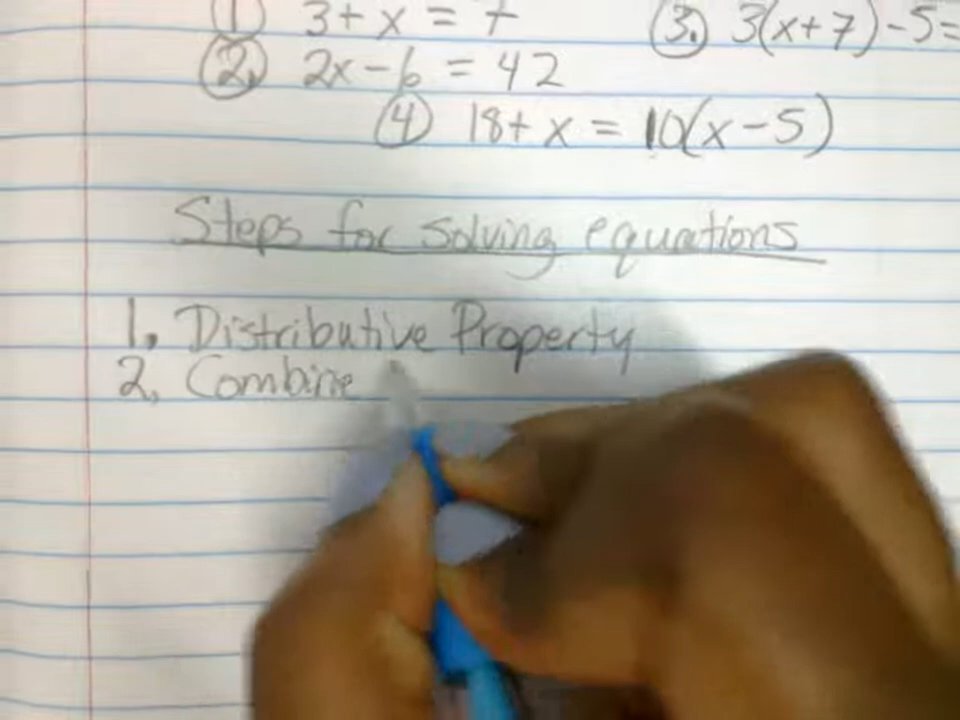 ① 3 + x = 7
③. 3(x+7) - 5 =
②. 2x - 6 = 42
④ 18 + x = 10(x - 5)
Steps for solving equations
1. Distributive Property
2. Combine